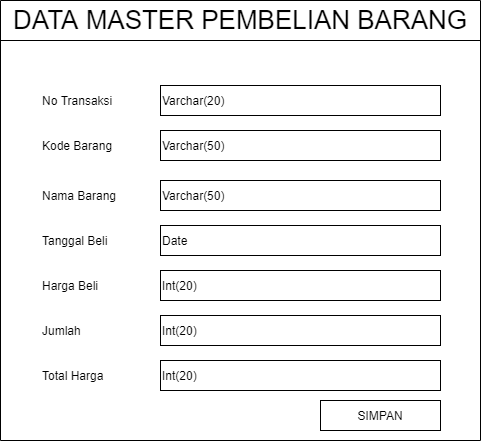 DATA MASTER PEMBELIAN BARANG
No Transaksi Varchar(20)
Kode Barang Varchar(50)
Nama Barang Varchar(50)
Tanggal Beli Date
Harga Beli Int(20)
Jumlah Int(20)
Total Harga Int(20)
SIMPAN